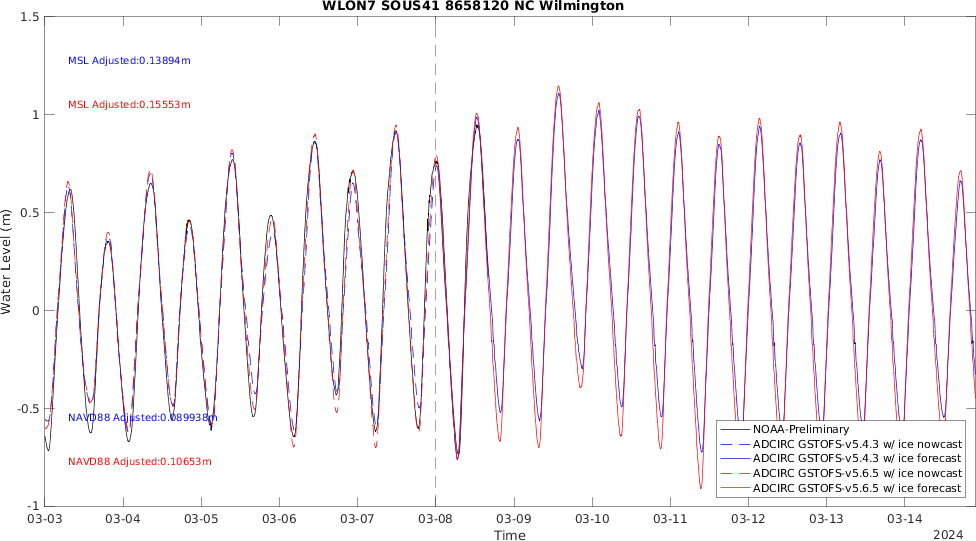 WLON7 SOUS41 8658120 NC Wilmington
1.5
MSL Adjusted:0.13894m
MSL Adjusted:0.15553m
1
0.5
Water Level (m)
0
-0.5
NAVD88 Adjusted:0.089938m
NAVD88 Adjusted:0.10653m
-1
NOAA-Preliminary
ADCIRC GSTOFS-v5.4.3 w/ ice nowcast
ADCIRC GSTOFS-v5.4.3 w/ ice forecast
ADCIRC GSTOFS-v5.6.5 w/ ice nowcast
ADCIRC GSTOFS-v5.6.5 w/ ice forecast
03-03 03-04 03-05 03-06 03-07 03-08 03-09 03-10 03-11 03-12 03-13 03-14
Time
2024